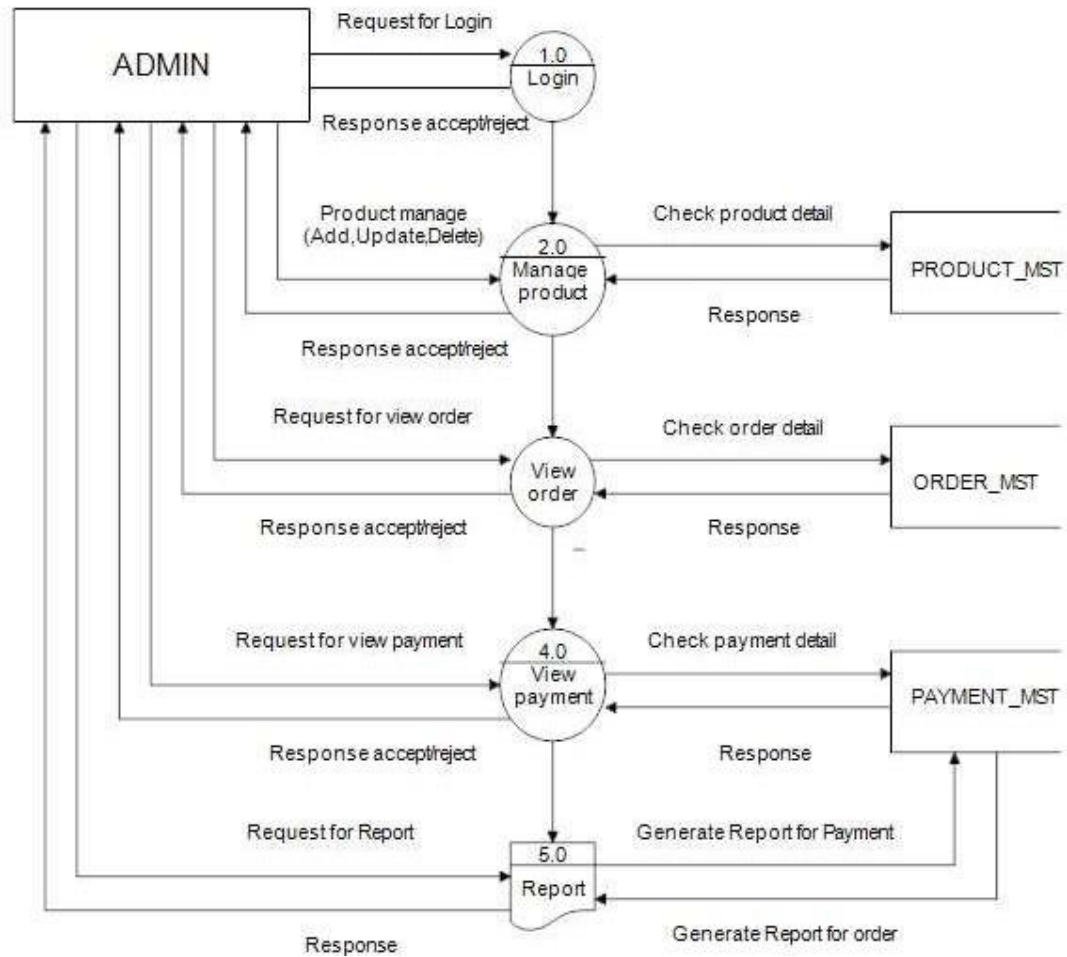 Request for Login
ADMIN
1.0
Login
Response accept/reject
Product manage
(Add,Update,Delete)
Check product detail
2.0
Manage
product
PRODUCT_MST
Response
Response accept/reject
Request for view order
Check order detail
View
order
ORDER_MST
Response accept/reject
Response
Request for view payment
Check payment detail
4.0
View
payment
PAYMENT_MST
Response accept/reject
Response
Request for Report
Generate Report for Payment
5.0
Report
Response
Generate Report for order